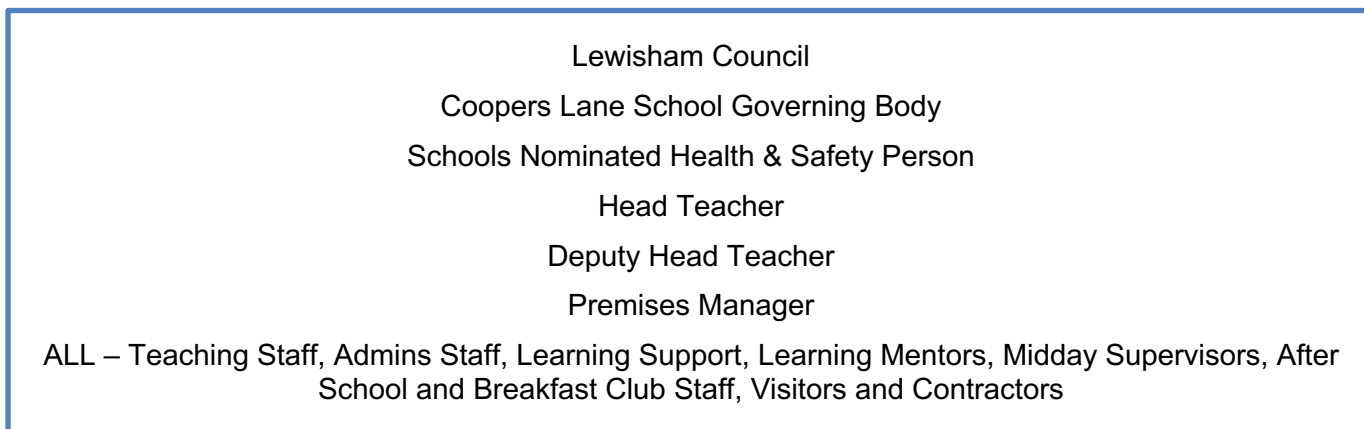 Lewisham Council
Coopers Lane School Governing Body
Schools Nominated Health & Safety Person
Head Teacher
Deputy Head Teacher
Premises Manager
ALL – Teaching Staff, Admins Staff, Learning Support, Learning Mentors, Midday Supervisors, After
School and Breakfast Club Staff, Visitors and Contractors